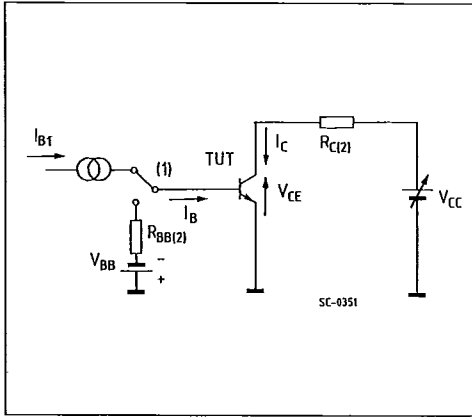 I_B1
(1)
TUT
I_C
R_C(2)
V_CE
V_CC
I_B
R_BB(2)
V_BB
−
+
SC-0351